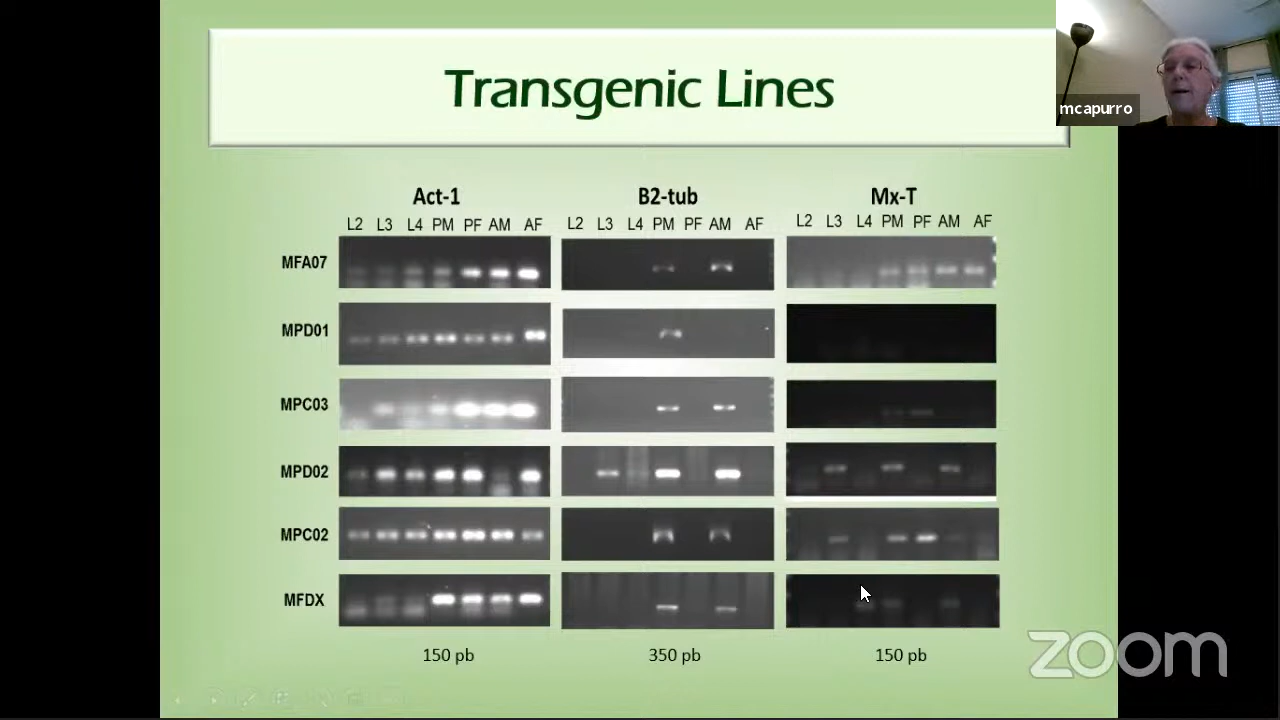 Transgenic Lines
mcapurro
Act-1 B2-tub Mx-T
L2 L3 L4 PM PF AM AF L2 L3 L4 PM PF AM AF L2 L3 L4 PM PF AM AF
MFA07
MPD01
MPC03
MPD02
MPC02
MFDX
150 pb 350 pb 150 pb
zoom